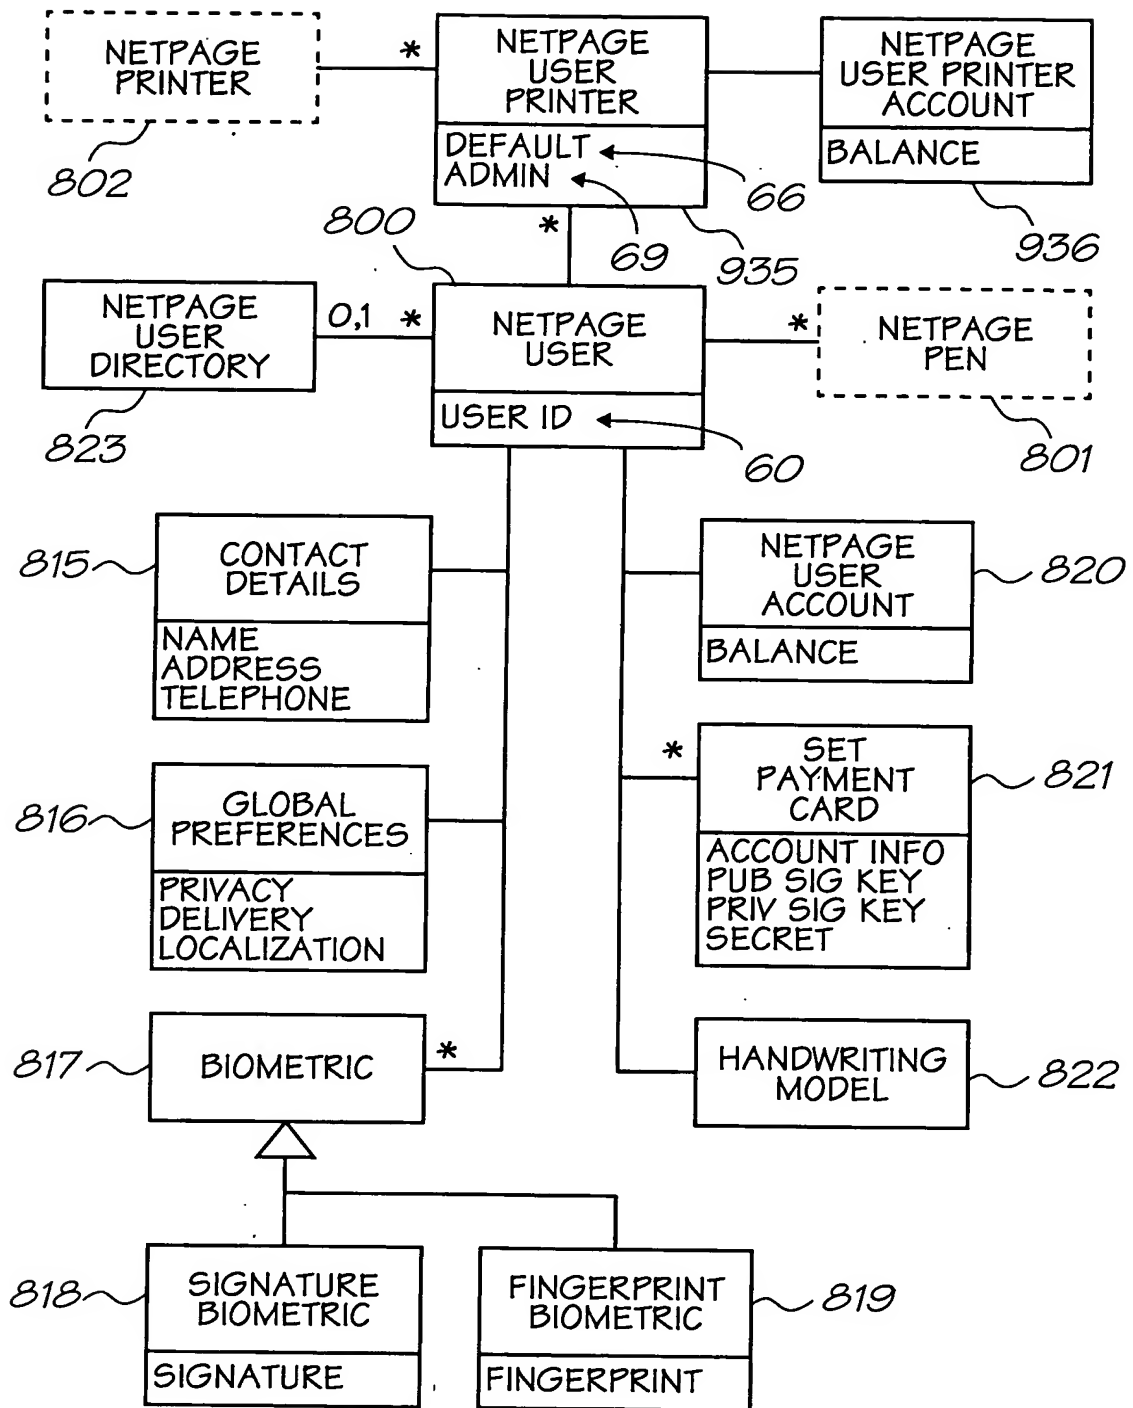 NETPAGE
PRINTER
802
*
NETPAGE
USER
PRINTER
DEFAULT
ADMIN
66
69
935
*
NETPAGE
USER PRINTER
ACCOUNT
BALANCE
936
800
NETPAGE
USER
DIRECTORY
823
0,1 *
NETPAGE
USER
USER ID
60
*
NETPAGE
PEN
801
815
CONTACT
DETAILS
NAME
ADDRESS
TELEPHONE
NETPAGE
USER
ACCOUNT
BALANCE
820
816
GLOBAL
PREFERENCES
PRIVACY
DELIVERY
LOCALIZATION
*
SET
PAYMENT
CARD
ACCOUNT INFO
PUB SIG KEY
PRIV SIG KEY
SECRET
821
817
BIOMETRIC
*
HANDWRITING
MODEL
822
818
SIGNATURE
BIOMETRIC
SIGNATURE
FINGERPRINT
BIOMETRIC
FINGERPRINT
819